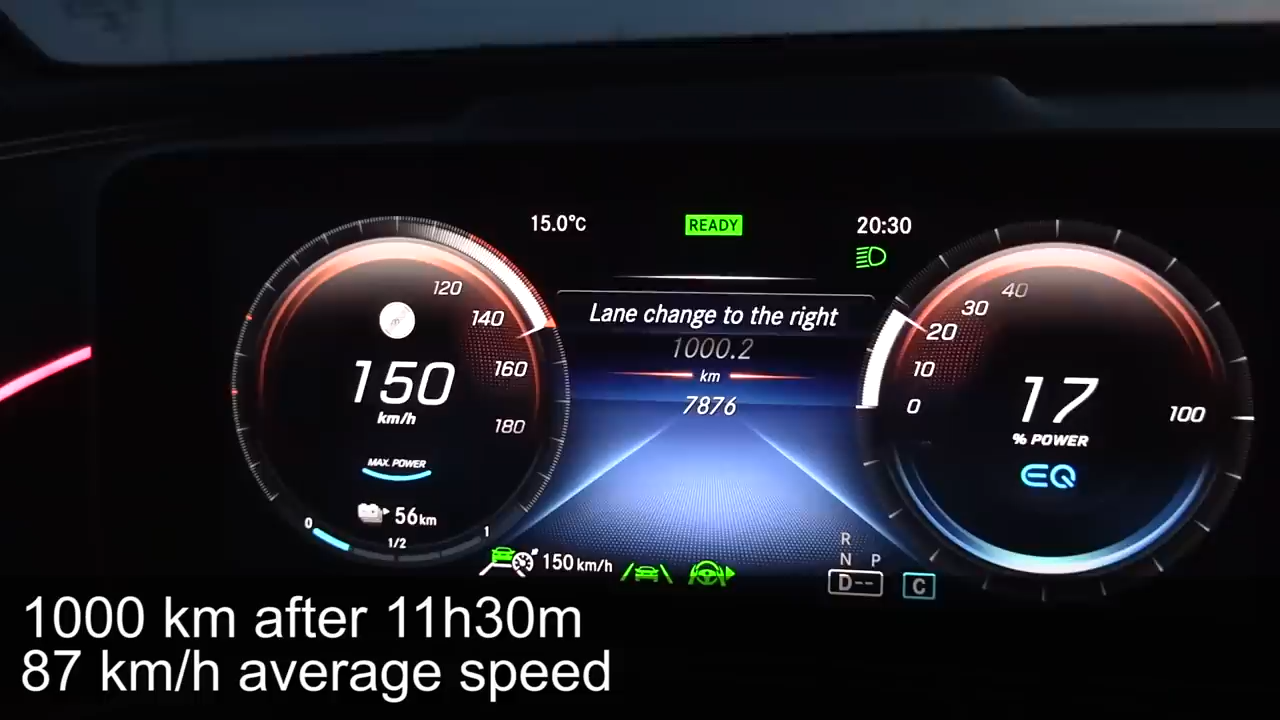 15.0°C
READY
20:30
120
140
160
180
150
km/h
MAX. POWER
56km
0
1/2
1
Lane change to the right
1000.2
km
7876
150 km/h
R
N P
D--
C
40
30
20
10
0
100
17
% POWER
EQ
1000 km after 11h30m
87 km/h average speed